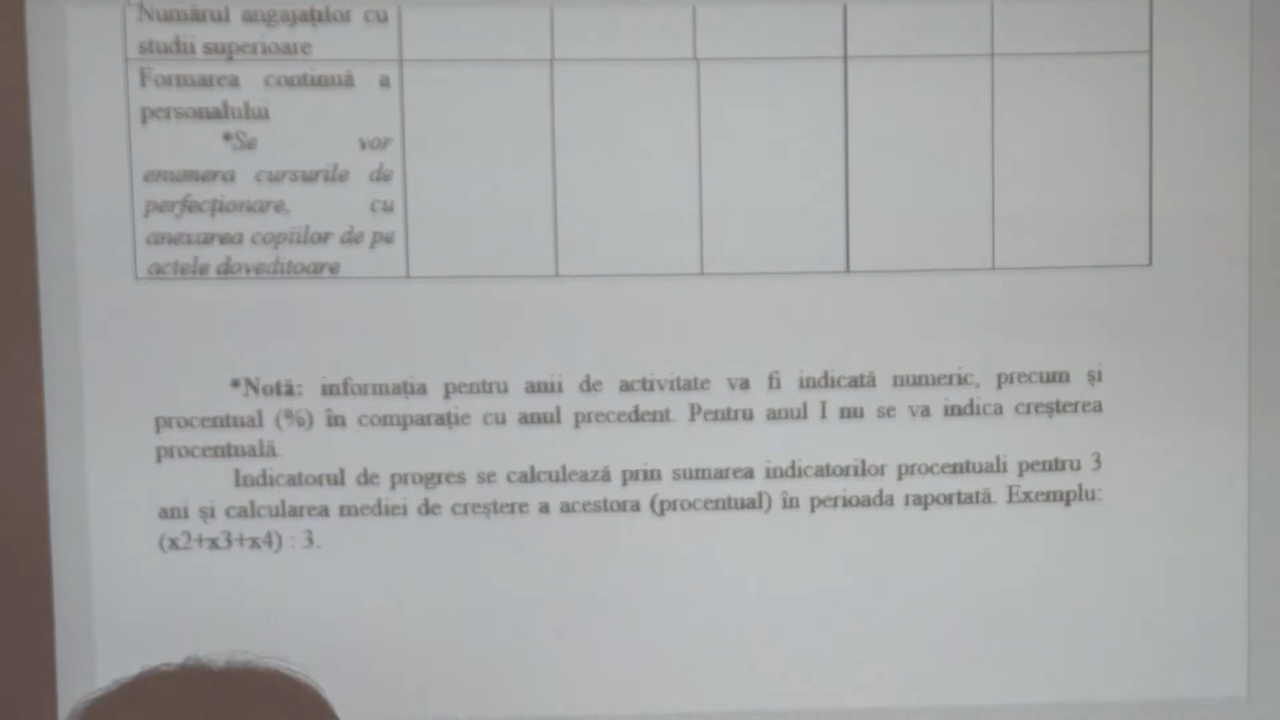 Numărul angajaților cu
studii superioare
Formarea continuă a
personalului
*Se vor
enumera cursurile de
perfecționare, cu
anexarea copiilor de pe
actele doveditoare
*Notă: informația pentru anii de activitate va fi indicată numeric, precum și
procentual (%) în comparație cu anul precedent. Pentru anul I nu se va indica creșterea
procentuală.
Indicatorul de progres se calculează prin sumarea indicatorilor procentuali pentru 3
ani și calcularea mediei de creștere a acestora (procentual) în perioada raportată. Exemplu:
(x2+x3+x4) : 3.